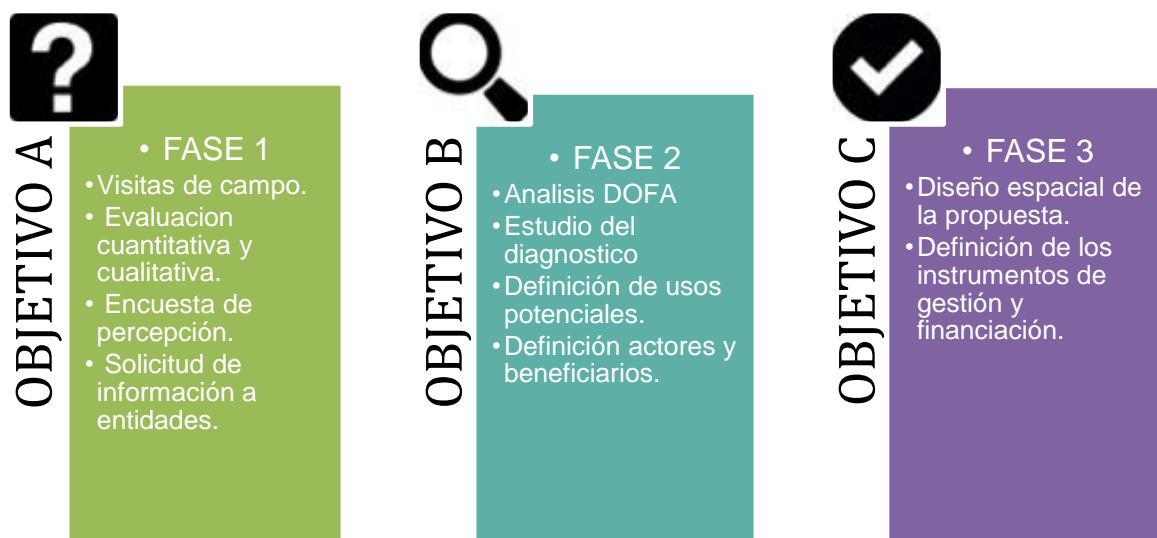 OBJETIVO A
• FASE 1
•Visitas de campo.
• Evaluacion
cuantitativa y
cualitativa.
• Encuesta de
percepción.
• Solicitud de
información a
entidades.
OBJETIVO B
• FASE 2
•Analisis DOFA
•Estudio del
diagnostico
•Definición de usos
potenciales.
•Definición actores y
beneficiarios.
OBJETIVO C
• FASE 3
•Diseño espacial de
la propuesta.
•Definición de los
instrumentos de
gestión y
financiación.